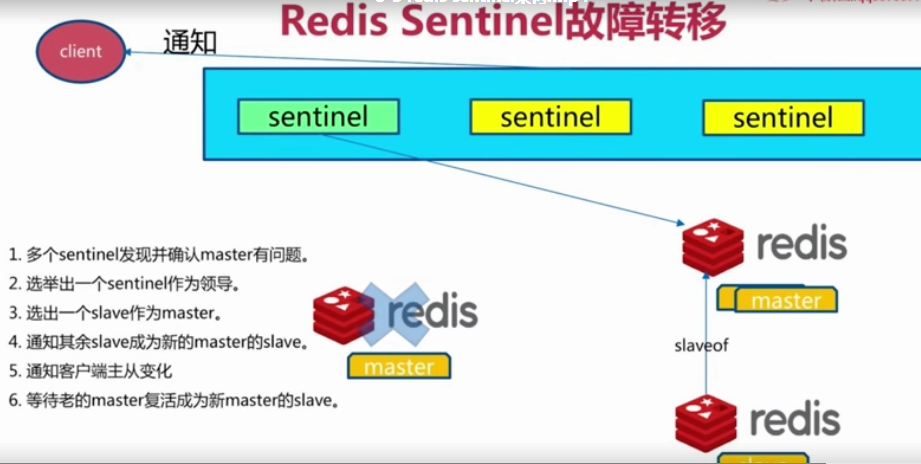 Redis Sentinel故障转移
client
通知
sentinel
sentinel
sentinel
redis
master
1. 多个sentinel发现并确认master有问题。
2. 选举出一个sentinel作为领导。
3. 选出一个slave作为master。
4. 通知其余slave成为新的master的slave。
5. 通知客户端主从变化
6. 等待老的master复活成为新master的slave。
redis
master
slaveof
redis